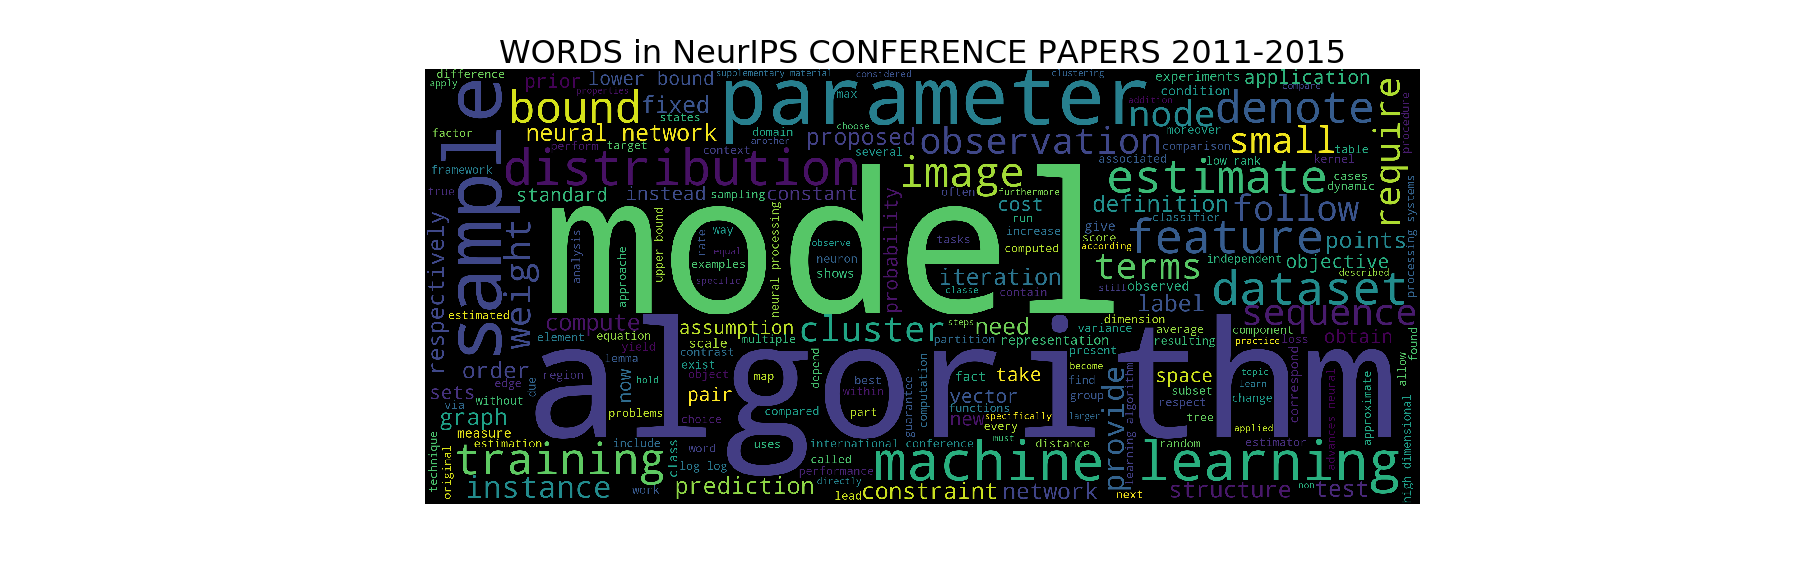 WORDS in NeurIPS CONFERENCE PAPERS 2011-2015
difference
apply
prior
lower bound
supplementary material
considered
clustering
experiments
application
compare
condition
properties
max
addition
require
procedure
sample
bound
fixed
parameter
node
denote
states
factor
neural network
target
perform
domain
choose
another
proposed
observation
moreover
comparison
small
table
context
several
associated
low rank
kernel
framework
distribution
image
estimate
cases
dynamic
true
standard
instead
sampling
constant
often
furthermore
cost
definition
follow
classifier
respectively
weight
model
probability
run
increase
give
score
according
feature
points
processing systems
analysis
approache
upper bound
rate
way
equal
examples
specific
neural processing
observe
neuron
shows
tasks
computed
iteration
classe
contain
terms
still
observed
independent
objective
described
label
dataset
estimated
compute
assumption
cluster
steps
need
dimension
sequence
element
equation
multiple
partition
representation
variance
average
resulting
component
practice
loss
obtain
found
order
yield
scale
contrast
exist
lemma
algorithm
present
become
region
object
map
depend
best
within
fact
take
find
space
topic
learn
allow
sets
edge
que
now
hold
pair
guarantee
computation
vector
group
provide
subset
change
correspond
via
without
problems
choice
compared
part
functions
new
specifically
larger
learning algorithm
respect
tree
applied
graph
every
approximate
advances neural
measure
estimation
include
word
uses
international conference
must
distance
random
estimator
high dimensional
technique
original
training
class
log log
called
performance
machine learning
instance
work
prediction
directly
lead
constraint
network
next
structure
non
test